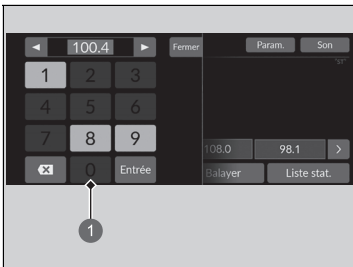 ◄ 100.4 ► Fermer Param. Son
1 2 3
"ST"
4 5 6
7 8 9 108.0 98.1 >
0 Entrée Balayer Liste stat.
1